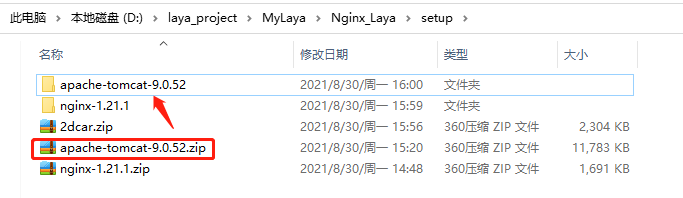 此电脑 > 本地磁盘 (D:) > laya_project > MyLaya > Nginx_Laya > setup >
名称 修改日期 类型 大小
apache-tomcat-9.0.52 2021/8/30/周一 16:00 文件夹
nginx-1.21.1 2021/8/30/周一 15:59 文件夹
2dcar.zip 2021/8/30/周一 15:56 360压缩 ZIP 文件 2,304 KB
apache-tomcat-9.0.52.zip 2021/8/30/周一 15:20 360压缩 ZIP 文件 11,783 KB
nginx-1.21.1.zip 2021/8/30/周一 14:48 360压缩 ZIP 文件 1,691 KB